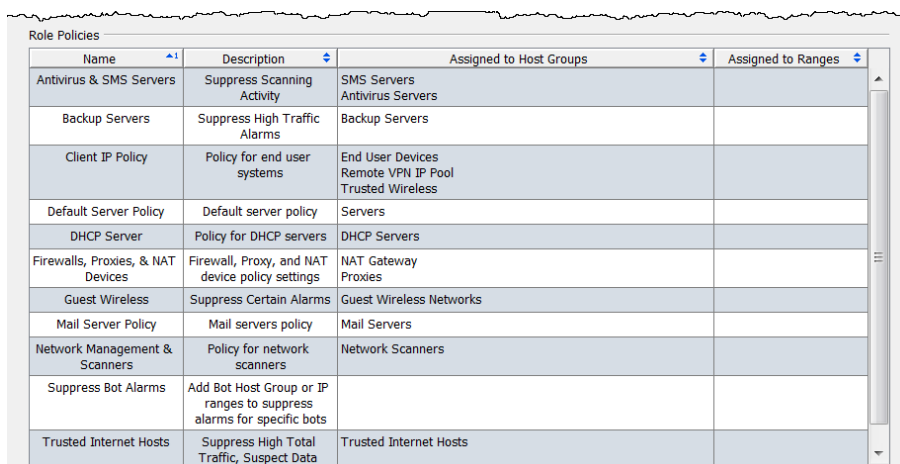 Role Policies
Name 1 Description Assigned to Host Groups Assigned to Ranges
Antivirus & SMS Servers Suppress Scanning SMS Servers
Activity Antivirus Servers
Backup Servers Suppress High Traffic Backup Servers
Alarms
Client IP Policy Policy for end user End User Devices
systems Remote VPN IP Pool
Trusted Wireless
Default Server Policy Default server policy Servers
DHCP Server Policy for DHCP servers DHCP Servers
Firewalls, Proxies, & NAT Firewall, Proxy, and NAT NAT Gateway
Devices device policy settings Proxies
Guest Wireless Suppress Certain Alarms Guest Wireless Networks
Mail Server Policy Mail servers policy Mail Servers
Network Management & Policy for network Network Scanners
Scanners scanners
Suppress Bot Alarms Add Bot Host Group or IP
ranges to suppress
alarms for specific bots
Trusted Internet Hosts Suppress High Total Trusted Internet Hosts
Traffic, Suspect Data